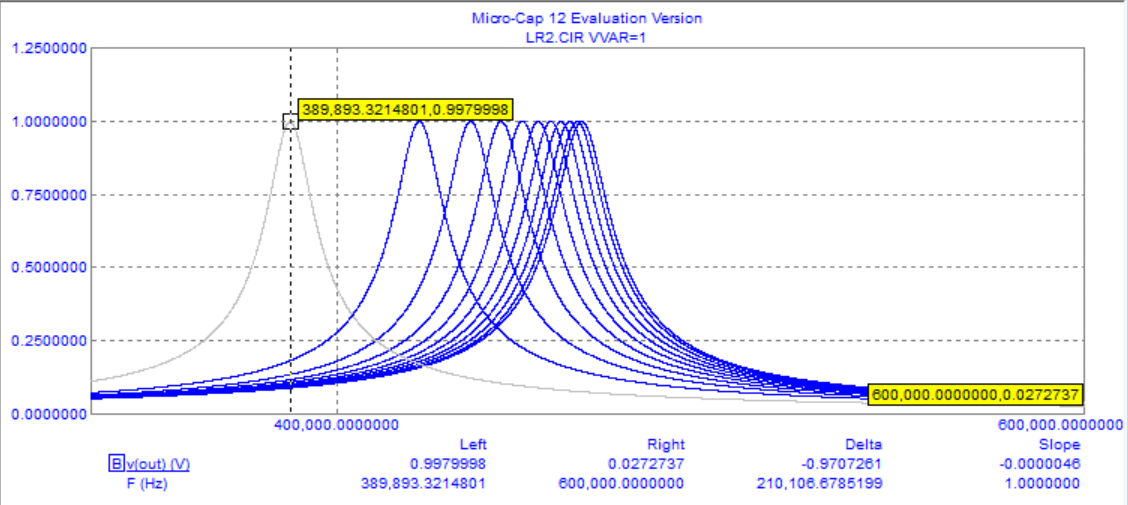 Micro-Cap 12 Evaluation Version
LR2.CIR VVAR=1
1.2500000
389,893.3214801,0.9979998
1.0000000
0.7500000
0.5000000
0.2500000
600,000.0000000,0.0272737
0.0000000
400,000.0000000 600,000.0000000
Left Right Delta Slope
B v(out) (V) 0.9979998 0.0272737 -0.9707261 -0.0000046
F (Hz) 389,893.3214801 600,000.0000000 210,106.6785199 1.0000000